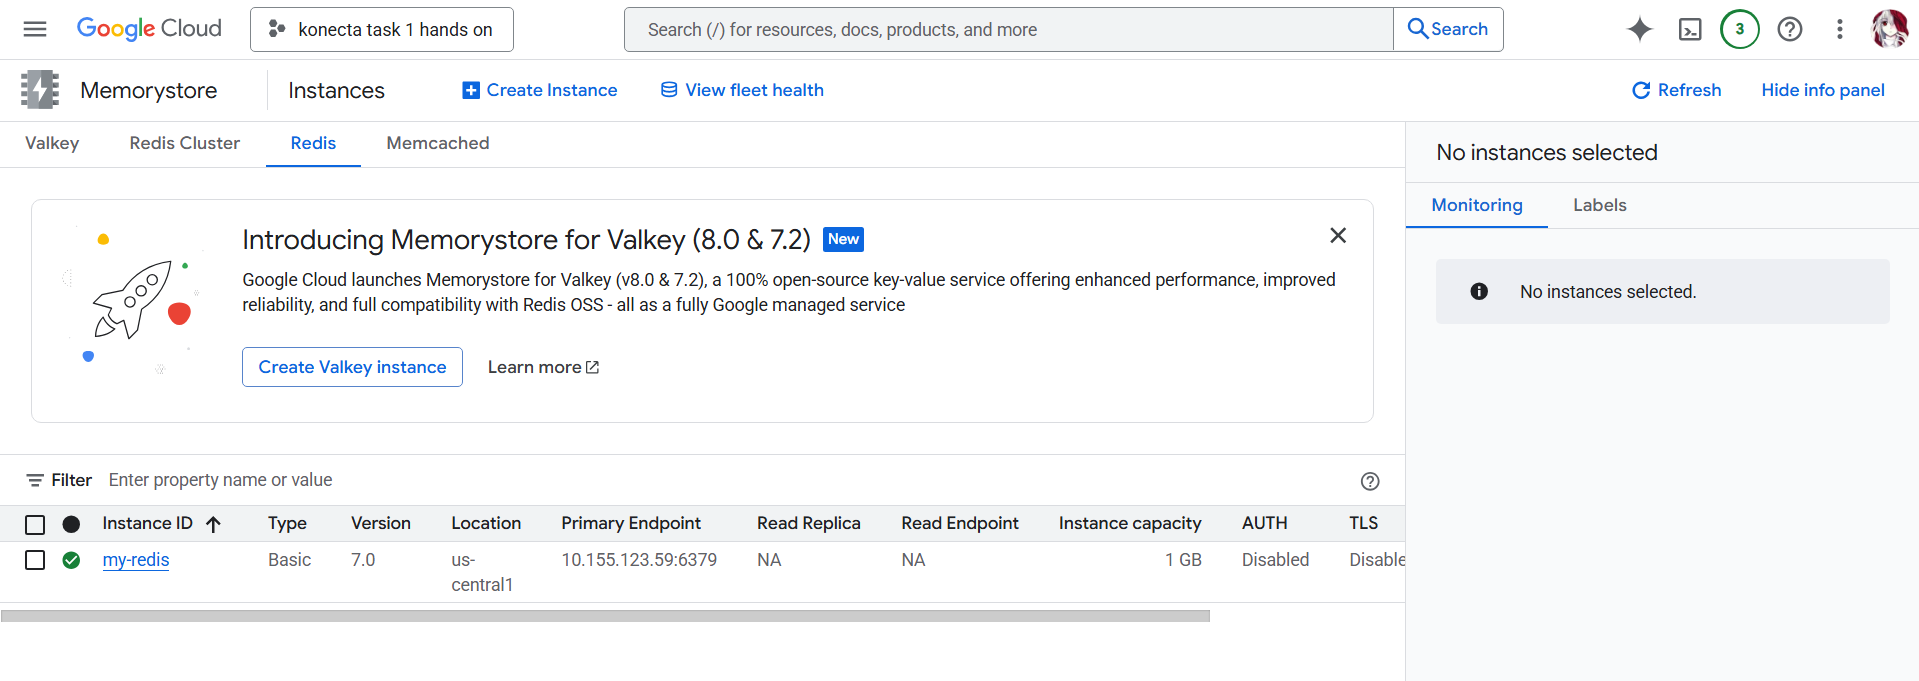 Google Cloud
konecta task 1 hands on
Search (/) for resources, docs, products, and more
Search
3
Memorystore
Instances
Create Instance
View fleet health
Refresh
Hide info panel
Valkey
Redis Cluster
Redis
Memcached
Introducing Memorystore for Valkey (8.0 & 7.2) New
Google Cloud launches Memorystore for Valkey (v8.0 & 7.2), a 100% open-source key-value service offering enhanced performance, improved
reliability, and full compatibility with Redis OSS - all as a fully Google managed service
Create Valkey instance
Learn more
No instances selected
Monitoring
Labels
No instances selected.
Filter Enter property name or value
Instance ID Type Version Location Primary Endpoint Read Replica Read Endpoint Instance capacity AUTH TLS
my-redis Basic 7.0 us- 10.155.123.59:6379 NA NA 1 GB Disabled Disable
central1